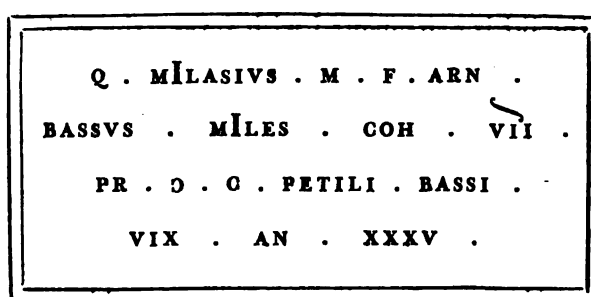 Q . MILASIVS . M . F . ARN .
BASSVS . MILES . COH . VII .
PR . Ɔ . C . PETILI . BASSI .
VIX . AN . XXXV .